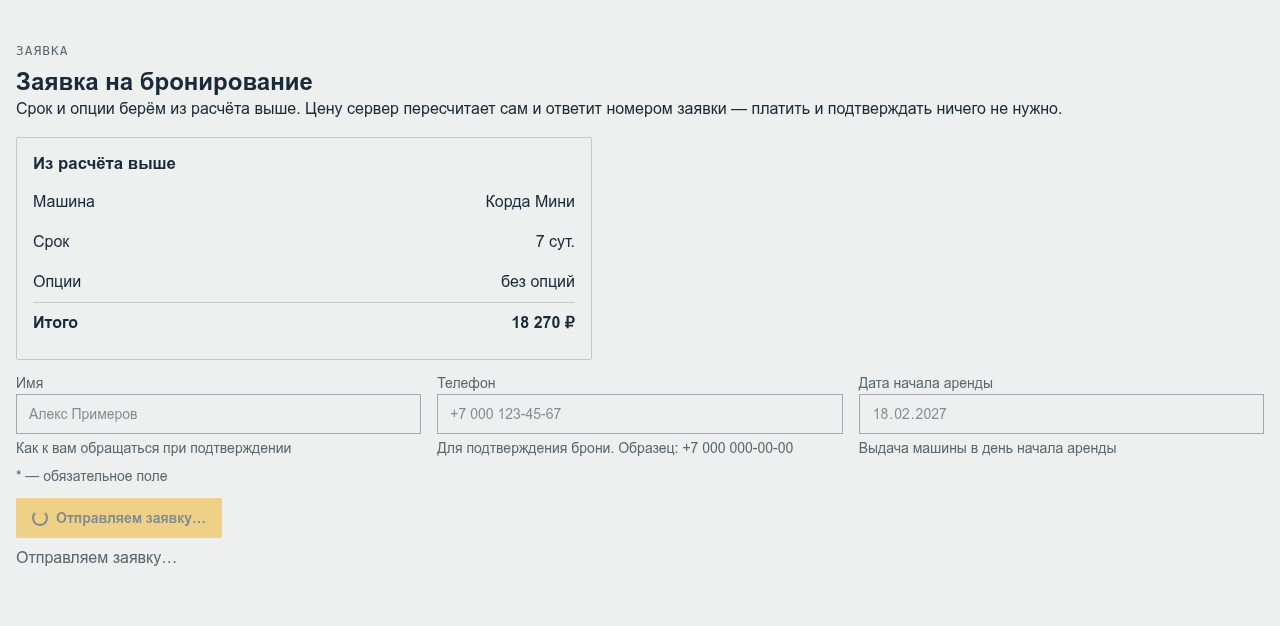 ЗАЯВКА
Заявка на бронирование
Срок и опции берём из расчёта выше. Цену сервер пересчитает сам и ответит номером заявки — платить и подтверждать ничего не нужно.
Из расчёта выше
Машина Корда Мини
Срок 7 сут.
Опции без опций
Итого 18 270 ₽
Имя Телефон Дата начала аренды
Алекс Примеров +7 000 123-45-67 18.02.2027
Как к вам обращаться при подтверждении Для подтверждения брони. Образец: +7 000 000-00-00 Выдача машины в день начала аренды
* — обязательное поле
Отправляем заявку…
Отправляем заявку…